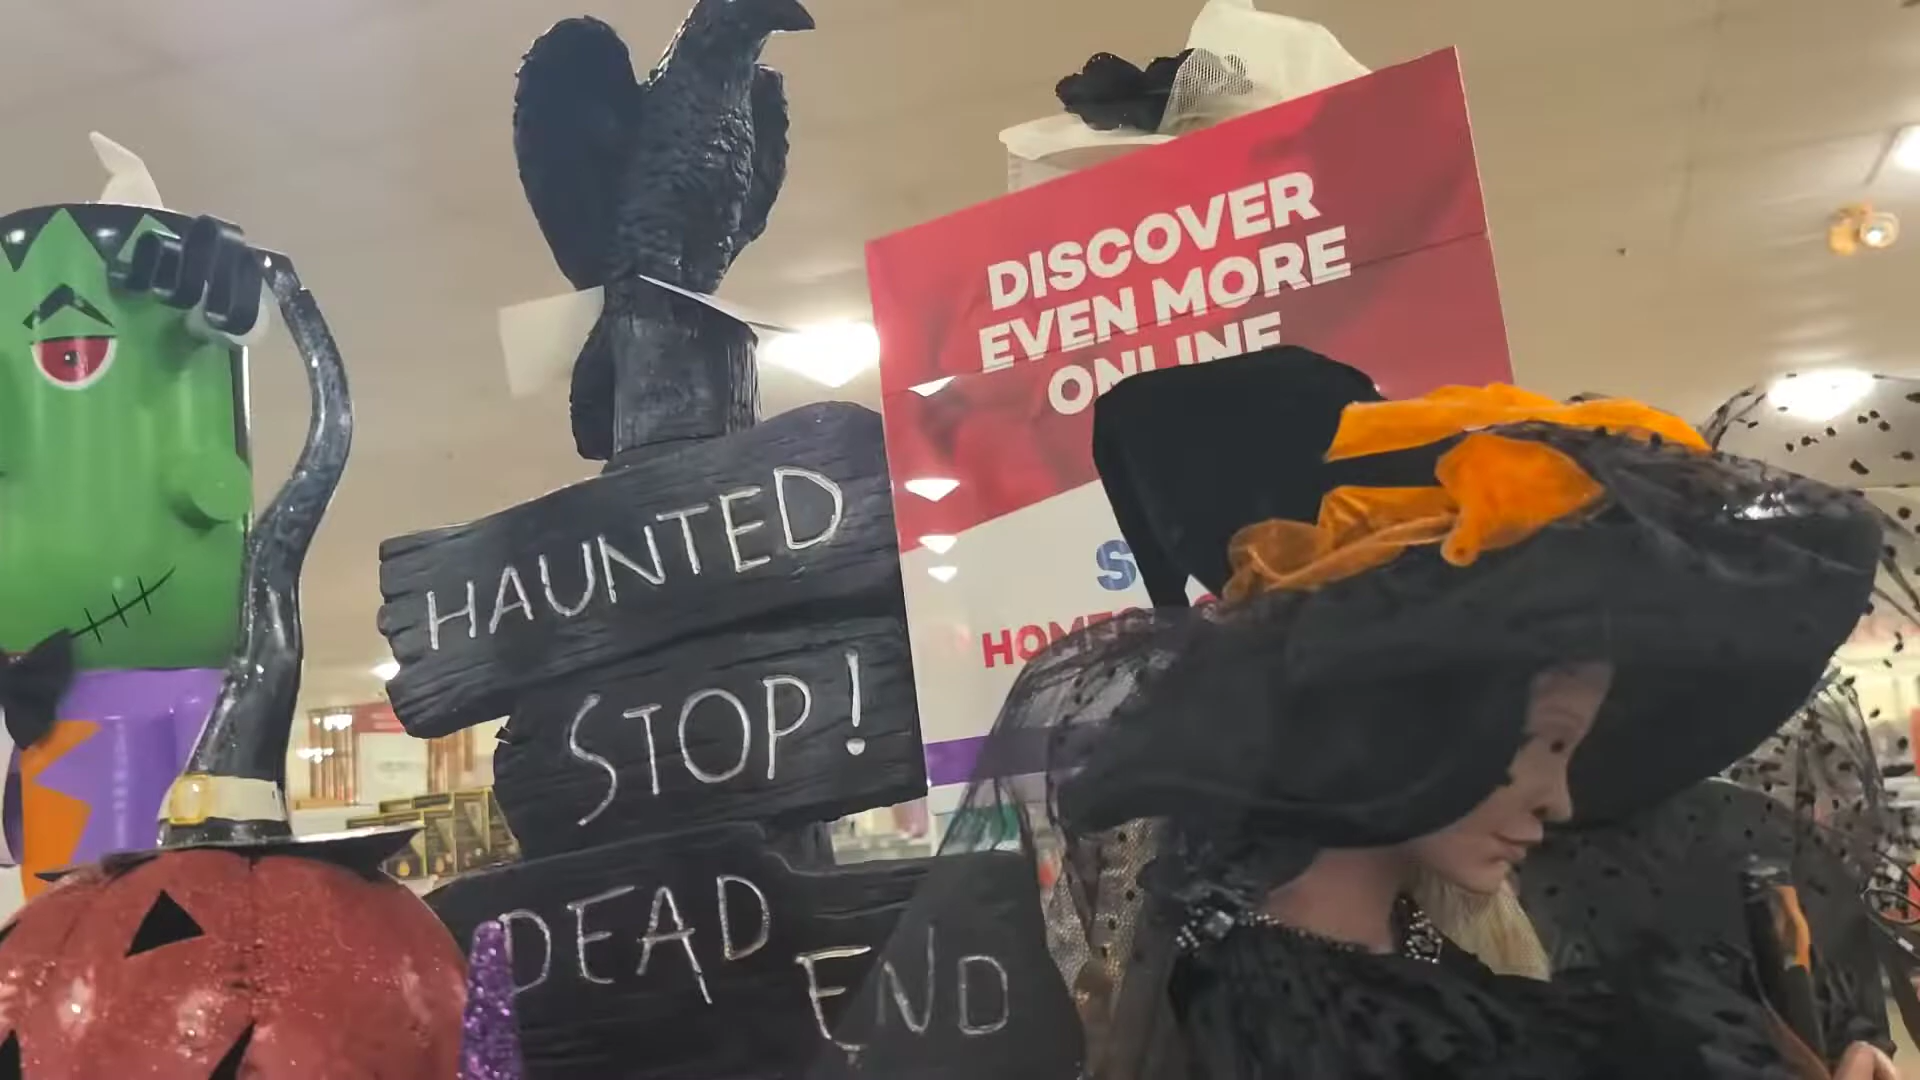 DISCOVER
EVEN MORE
ONLINE
HAUNTED
STOP!
DEAD
END